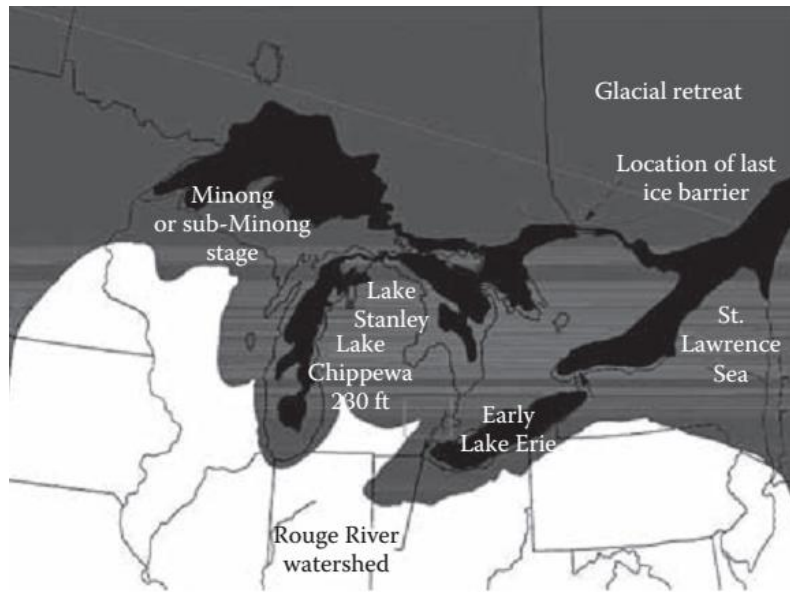 Glacial retreat
Location of last
ice barrier
Minong
or sub-Minong
stage
Lake
Stanley
Lake
Chippewa
230 ft
St.
Lawrence
Sea
Early
Lake Erie
Rouge River
watershed